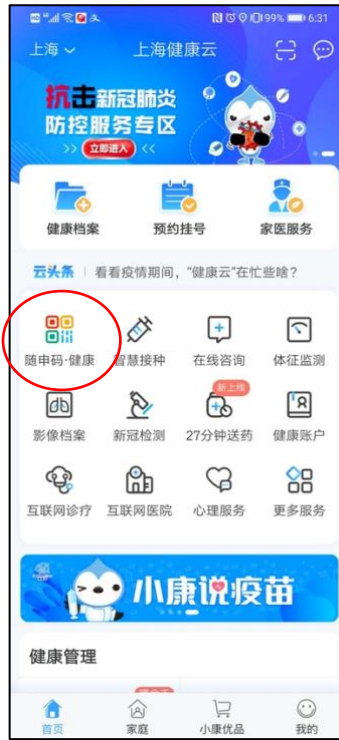 99% 6:31
上海
上海健康云
抗击新冠肺炎
防控服务专区
>> 立即进入 <<
健康档案
预约挂号
家医服务
云头条 | 看看疫情期间，“健康云”在忙些啥？
随申码·健康
智慧接种
在线咨询
体征监测
新上线
影像档案
新冠检测
27分钟送药
健康账户
互联网诊疗
互联网医院
心理服务
更多服务
小康说疫苗
健康管理
首页
家庭
小康优品
我的